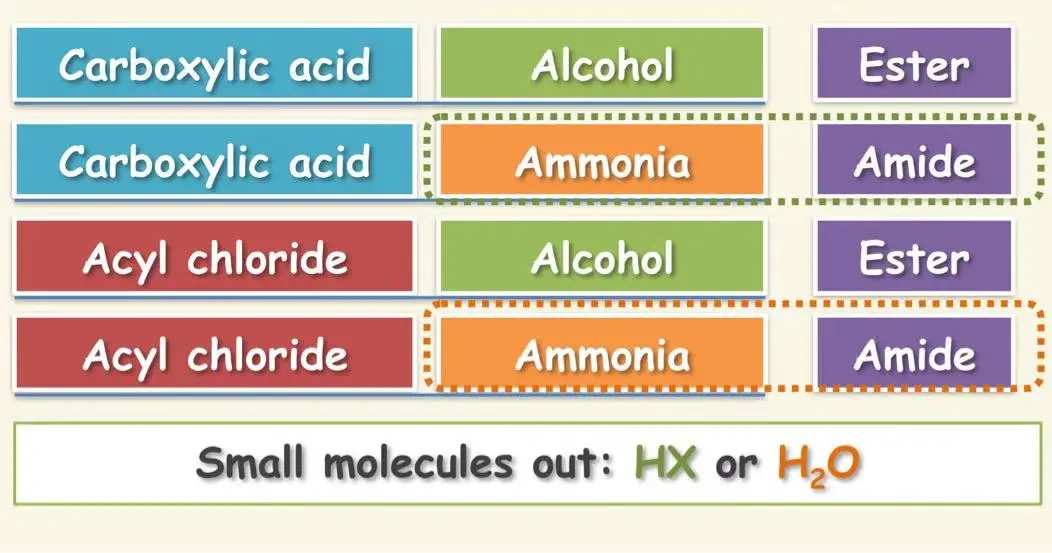 Carboxylic acid Alcohol Ester
Carboxylic acid Ammonia Amide
Acyl chloride Alcohol Ester
Acyl chloride Ammonia Amide
Small molecules out: HX or H₂O